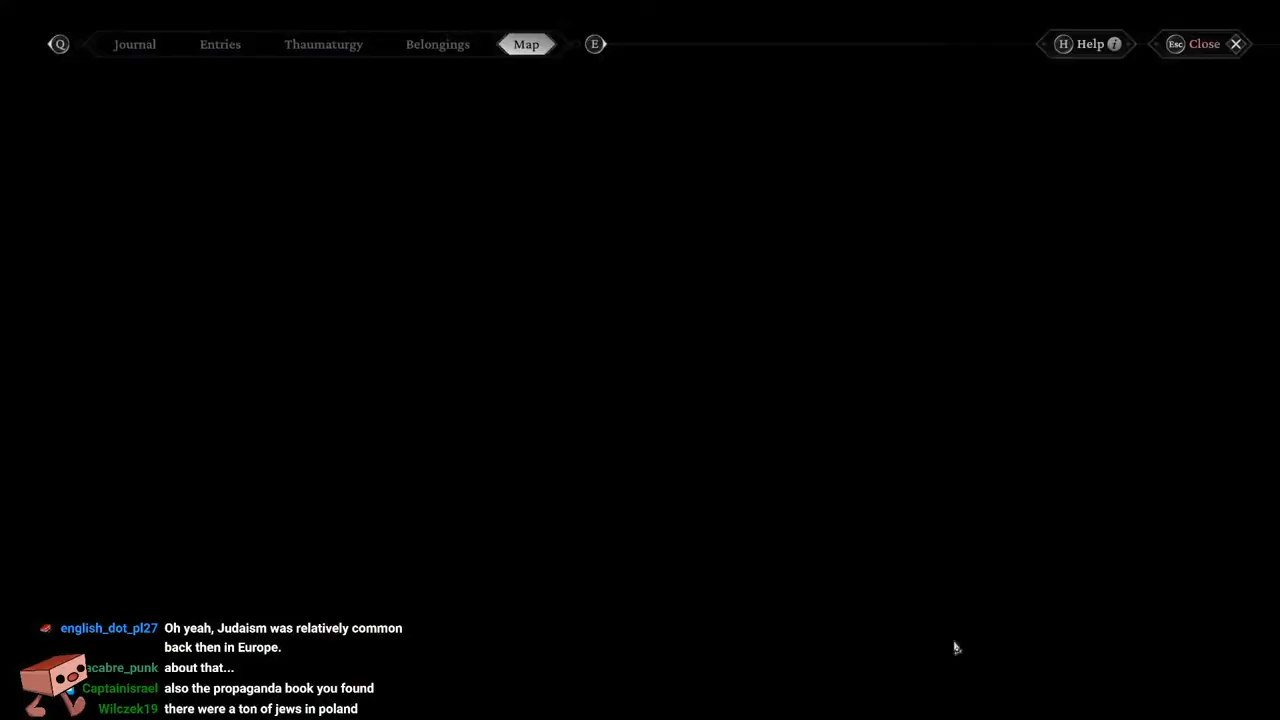 Q Journal Entries Thaumaturgy Belongings Map E H Help i Esc Close
english_dot_pl27 Oh yeah, Judaism was relatively common
back then in Europe.
acabre_punk about that...
Captainisrael also the propaganda book you found
Wilczek19 there were a ton of jews in poland